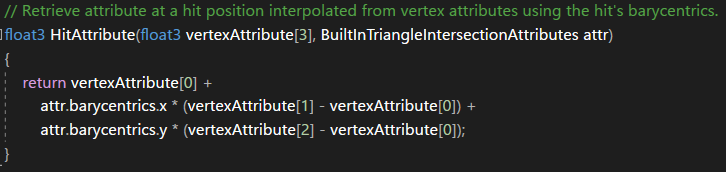 // Retrieve attribute at a hit position interpolated from vertex attributes using the hit's barycentrics.
float3 HitAttribute(float3 vertexAttribute[3], BuiltInTriangleIntersectionAttributes attr)
{
return vertexAttribute[0] +
attr.barycentrics.x * (vertexAttribute[1] - vertexAttribute[0]) +
attr.barycentrics.y * (vertexAttribute[2] - vertexAttribute[0]);
}